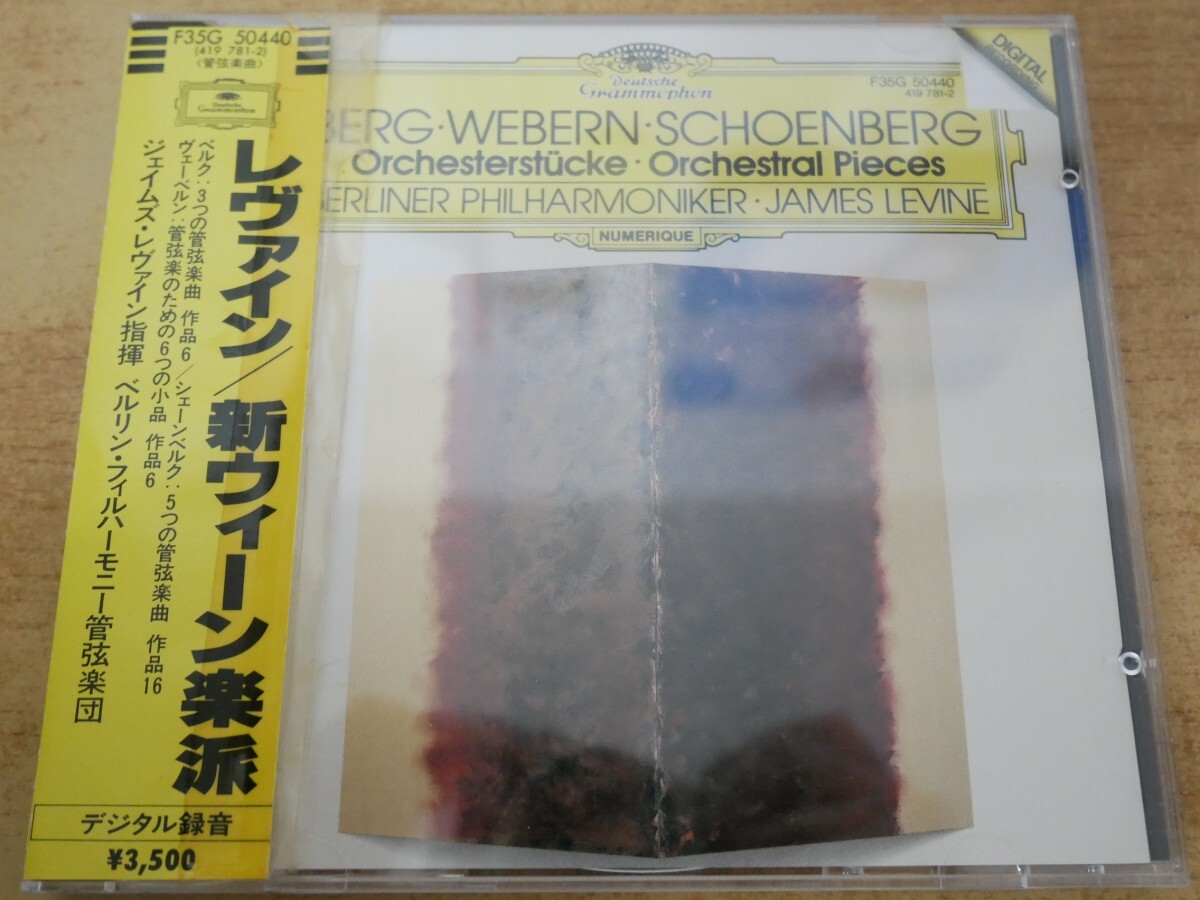 F35G 50440
(419 781-2)
〈管弦楽曲〉
Deutsche
Grammophon
レヴァイン/新ウィーン楽派
ベルク:3つの管弦楽曲 作品6/シェーンベルク:5つの管弦楽曲 作品16
ヴェーベルン:管弦楽のための6つの小品 作品6
ジェイムズ・レヴァイン指揮 ベルリン・フィルハーモニー管弦楽団
デジタル録音
¥3,500
Deutsche
Grammophon
F35G 50440
419 781-2
DIGITAL
RECORDING
BERG·WEBERN·SCHOENBERG
Orchesterstücke · Orchestral Pieces
BERLINER PHILHARMONIKER · JAMES LEVINE
NUMERIQUE